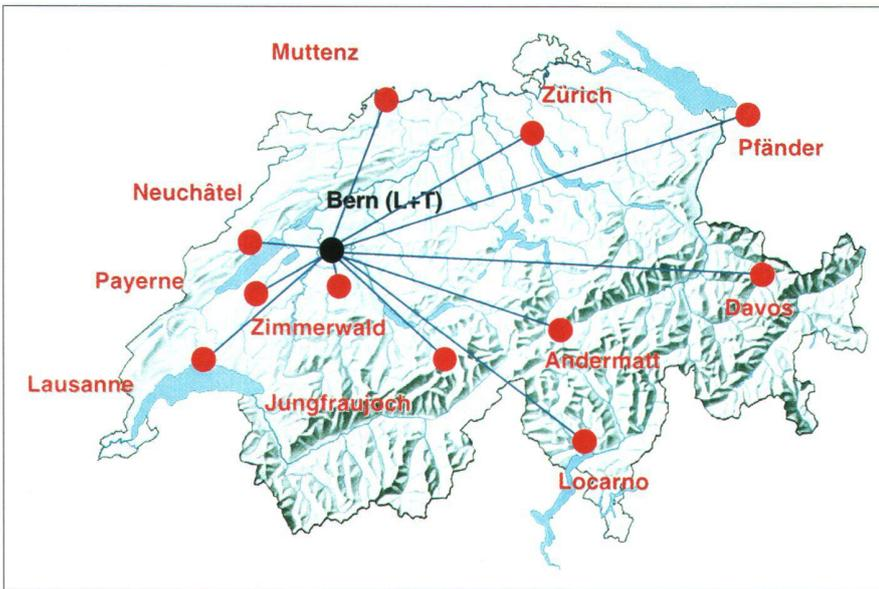 Muttenz
Zürich
Pfänder
Neuchâtel
Bern (L+T)
Payerne
Zimmerwald
Davos
Andermatt
Lausanne
Jungfraujoch
Locarno